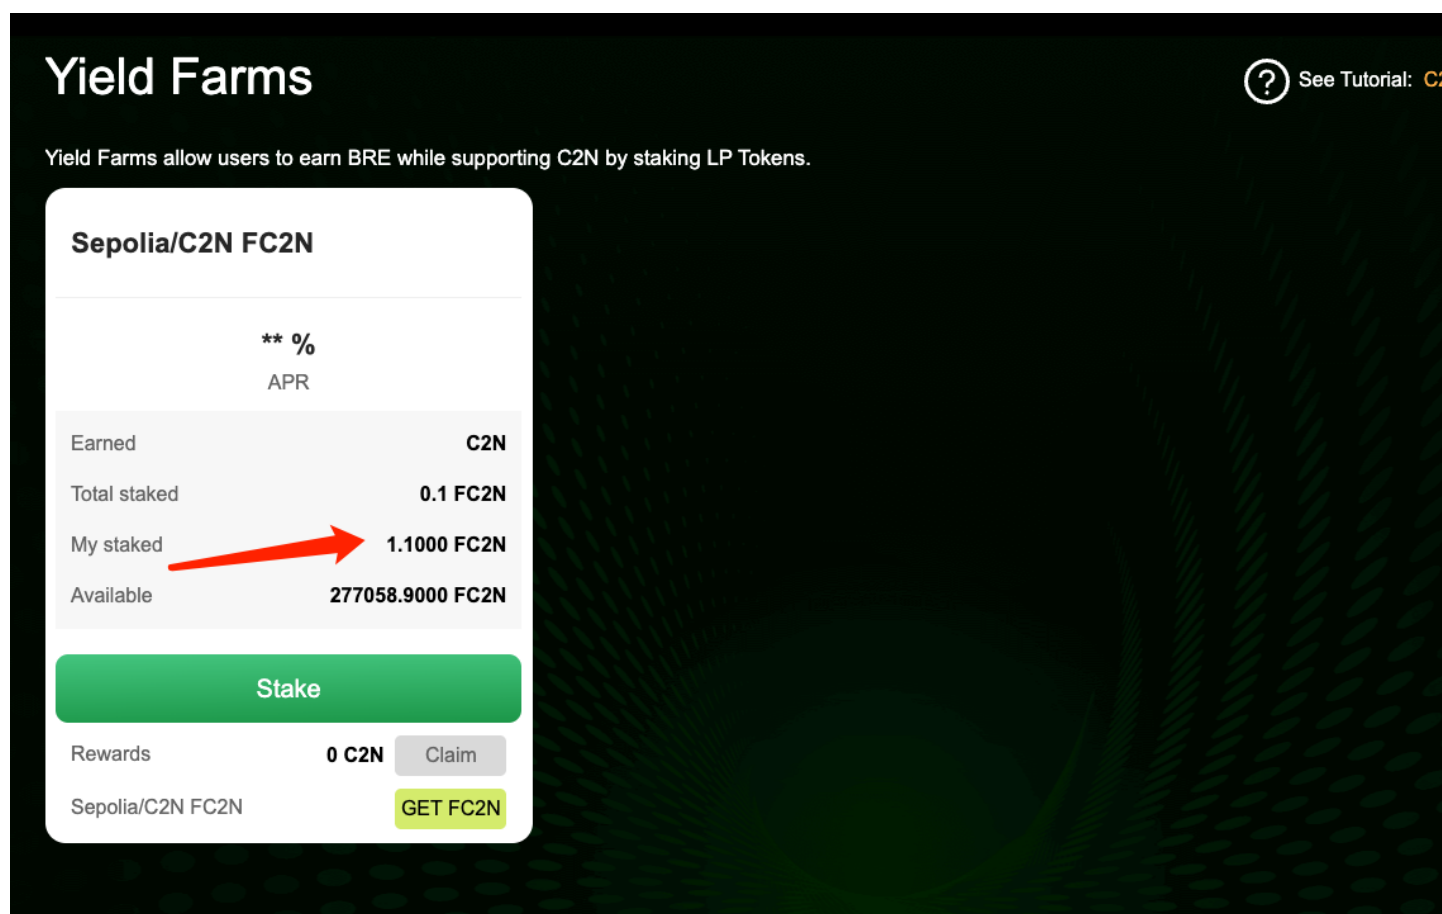 Yield Farms
See Tutorial:
Yield Farms allow users to earn BRE while supporting C2N by staking LP Tokens.
Sepolia/C2N FC2N
** %
APR
Earned C2N
Total staked 0.1 FC2N
My staked 1.1000 FC2N
Available 277058.9000 FC2N
Stake
Rewards 0 C2N Claim
Sepolia/C2N FC2N GET FC2N